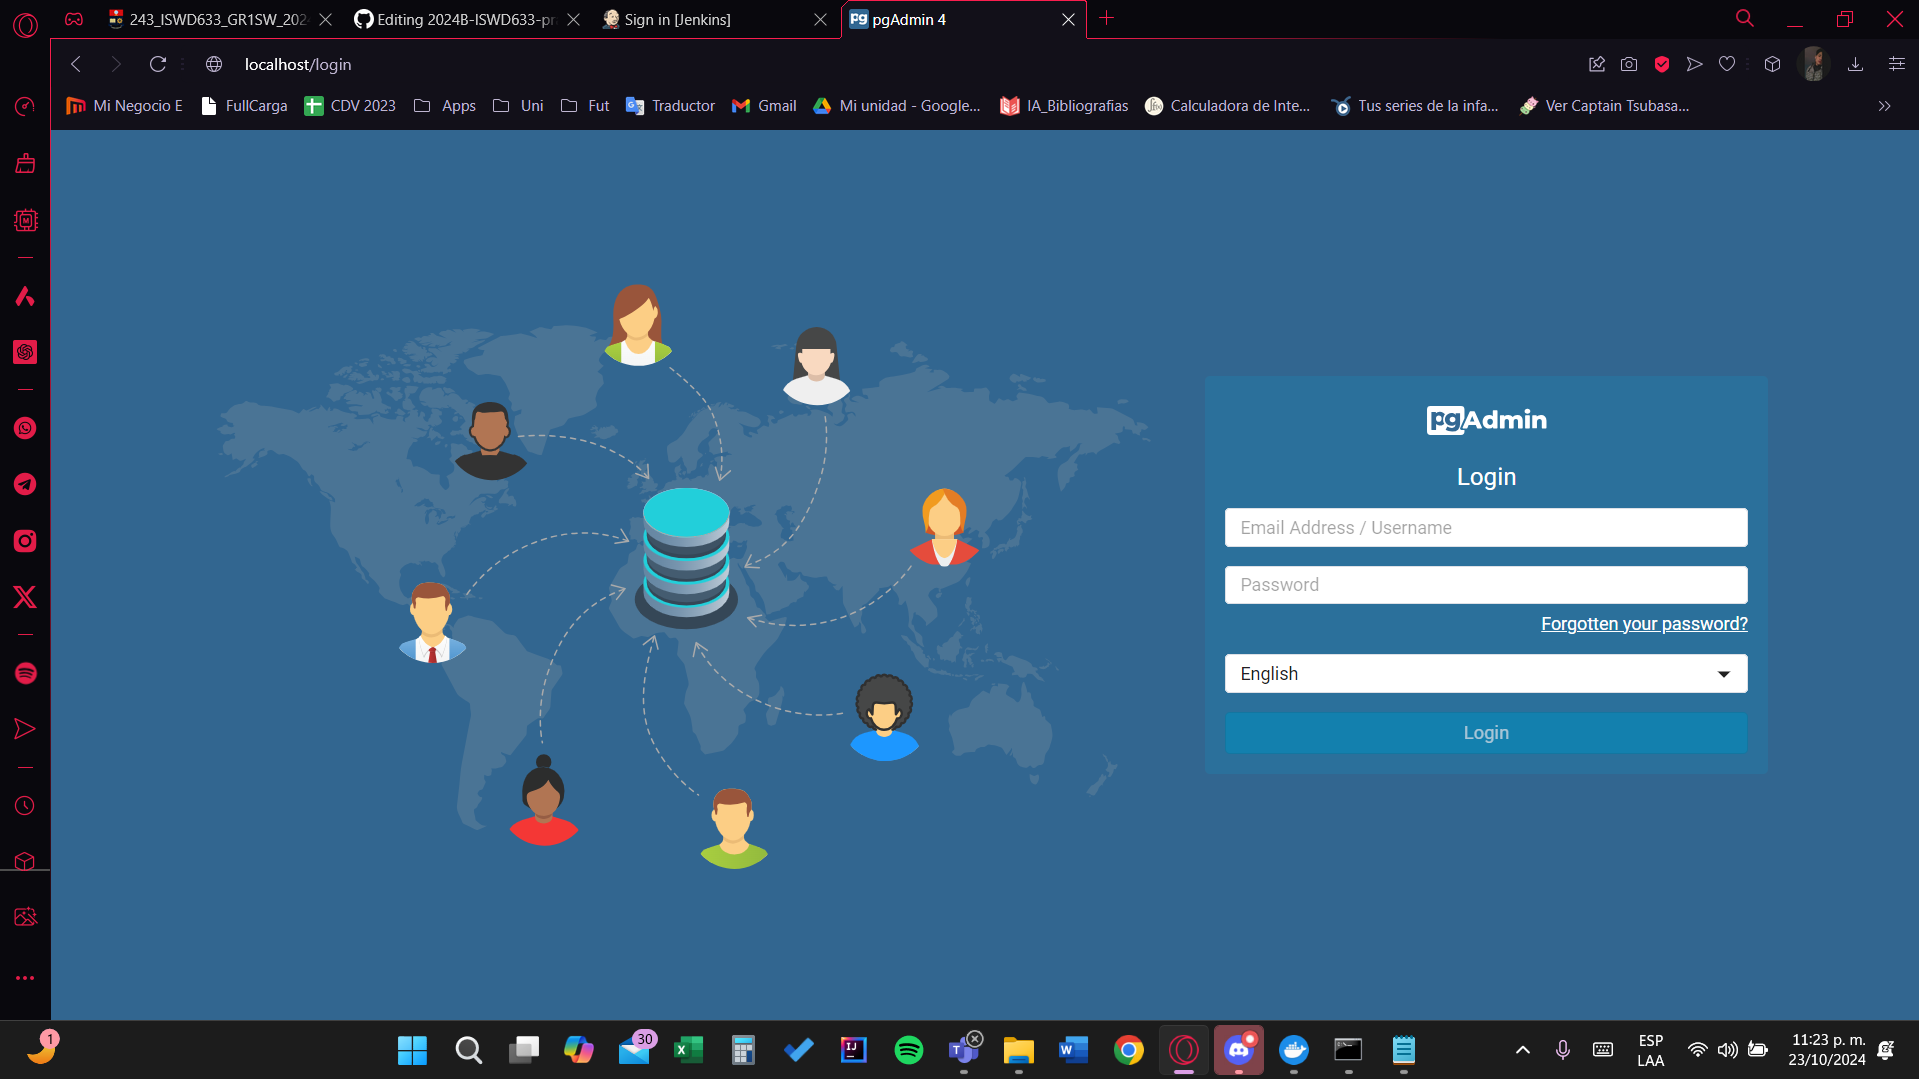 243_ISWD633_GR1SW_202
Editing 2024B-ISWD633-pr
Sign in [Jenkins]
pgAdmin 4
localhost/login
Mi Negocio E
FullCarga
CDV 2023
Apps
Uni
Fut
Traductor
Gmail
Mi unidad - Google...
IA_Bibliografias
Calculadora de Inte...
Tus series de la infa...
Ver Captain Tsubasa...
pgAdmin
Login
Email Address / Username
Password
Forgotten your password?
English
Login
1
30
ESP
LAA
11:23 p. m.
23/10/2024